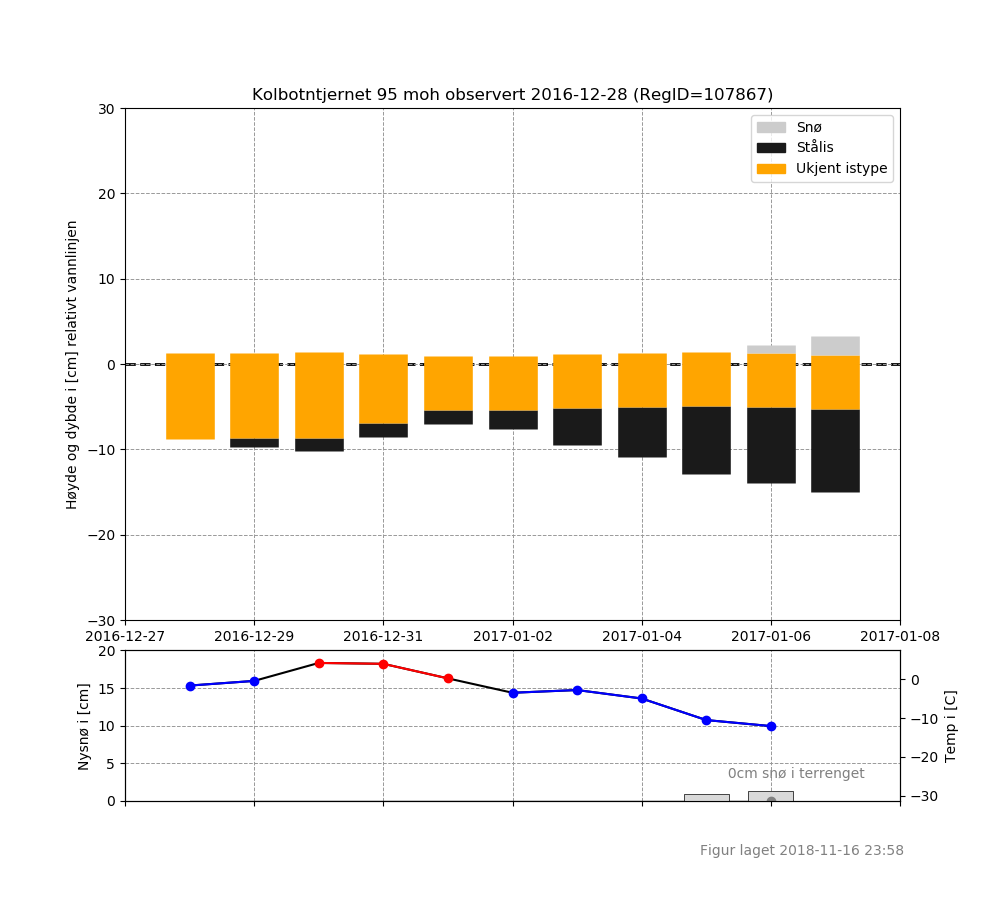 Kolbotntjernet 95 moh observert 2016-12-28 (RegID=107867)
30
20
10
0
−10
−20
−30
Høyde og dybde i [cm] relativt vannlinjen
Snø
Stålis
Ukjent istype
2016-12-27
2016-12-29
2016-12-31
2017-01-02
2017-01-04
2017-01-06
2017-01-08
20
15
10
5
0
Nysnø i [cm]
0
−10
−20
−30
Temp i [C]
0cm snø i terrenget
Figur laget 2018-11-16 23:58